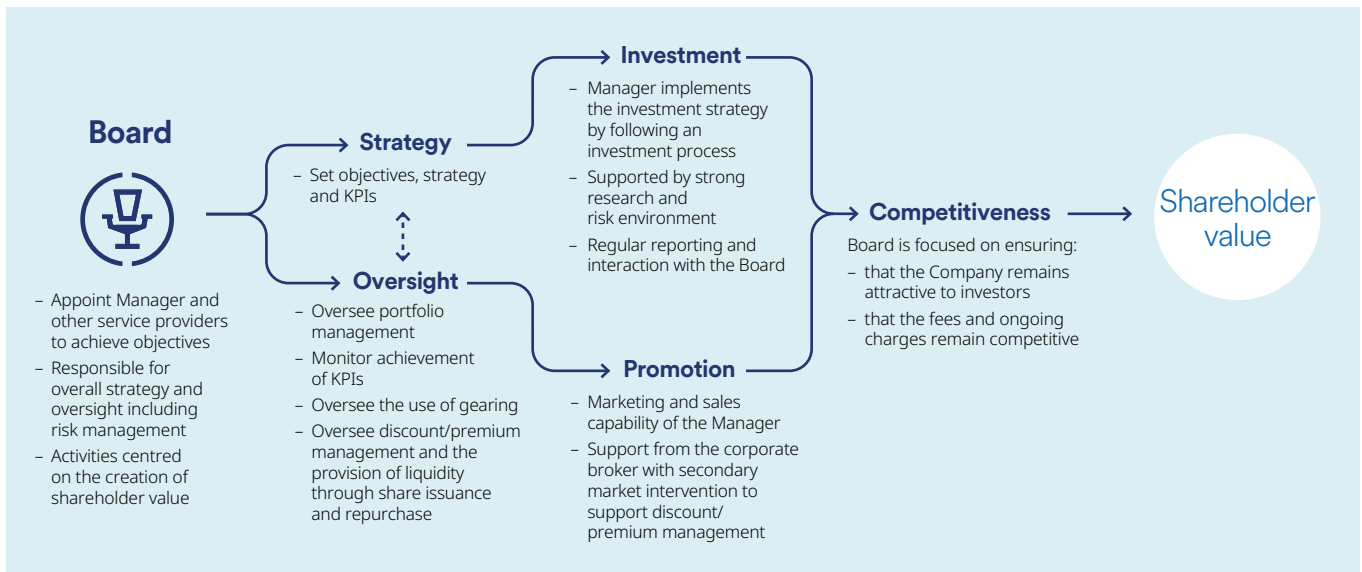 Board
– Appoint Manager and
other service providers
to achieve objectives
– Responsible for
overall strategy and
oversight including
risk management
– Activities centred
on the creation of
shareholder value
Strategy
– Set objectives, strategy
and KPIs
Oversight
– Oversee portfolio
management
– Monitor achievement
of KPIs
– Oversee the use of gearing
– Oversee discount/premium
management and the
provision of liquidity
through share issuance
and repurchase
Investment
– Manager implements
the investment strategy
by following an
investment process
– Supported by strong
research and
risk environment
– Regular reporting and
interaction with the Board
Promotion
– Marketing and sales
capability of the Manager
– Support from the corporate
broker with secondary
market intervention to
support discount/
premium management
Competitiveness
Board is focused on ensuring:
– that the Company remains
attractive to investors
– that the fees and ongoing
charges remain competitive
Shareholder
value